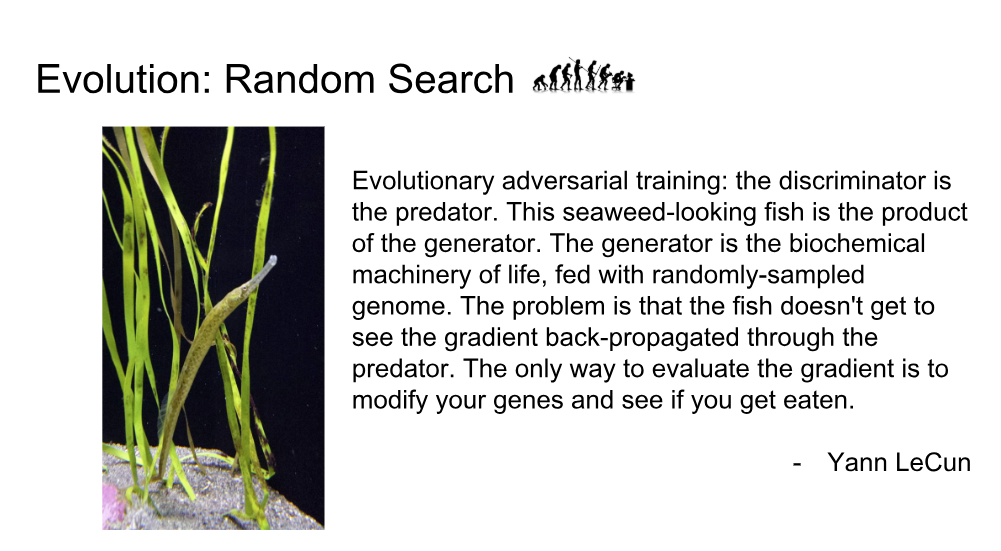 Evolution: Random Search
Evolutionary adversarial training: the discriminator is
the predator. This seaweed-looking fish is the product
of the generator. The generator is the biochemical
machinery of life, fed with randomly-sampled
genome. The problem is that the fish doesn't get to
see the gradient back-propagated through the
predator. The only way to evaluate the gradient is to
modify your genes and see if you get eaten.
- Yann LeCun